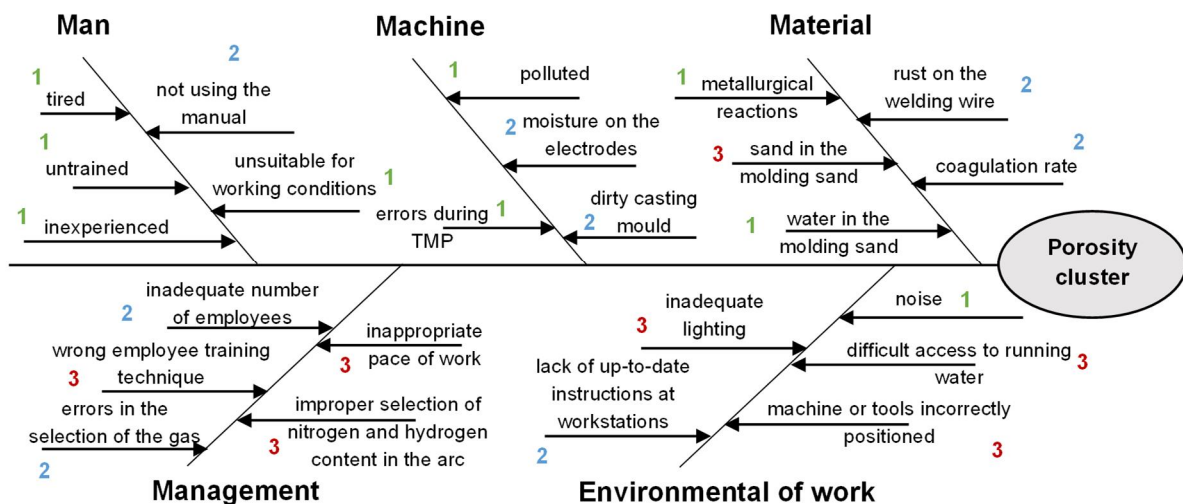 Man
Machine
Material
1
tired
2
not using the
manual
1
untrained
unsuitable for
working conditions
1
1
inexperienced
1
polluted
2
moisture on the
electrodes
errors during
TMP
1
2
dirty casting
mould
1
metallurgical
reactions
rust on the
welding wire
2
3
sand in the
molding sand
2
coagulation rate
1
water in the
molding sand
Porosity
cluster
inadequate number
of employees
2
inappropriate
pace of work
3
wrong employee training
technique
3
errors in the
selection of the gas
2
improper selection of
nitrogen and hydrogen
content in the arc
3
inadequate
lighting
3
noise
1
difficult access to running
water
3
lack of up-to-date
instructions at
workstations
2
machine or tools incorrectly
positioned
3
Management
Environmental of work